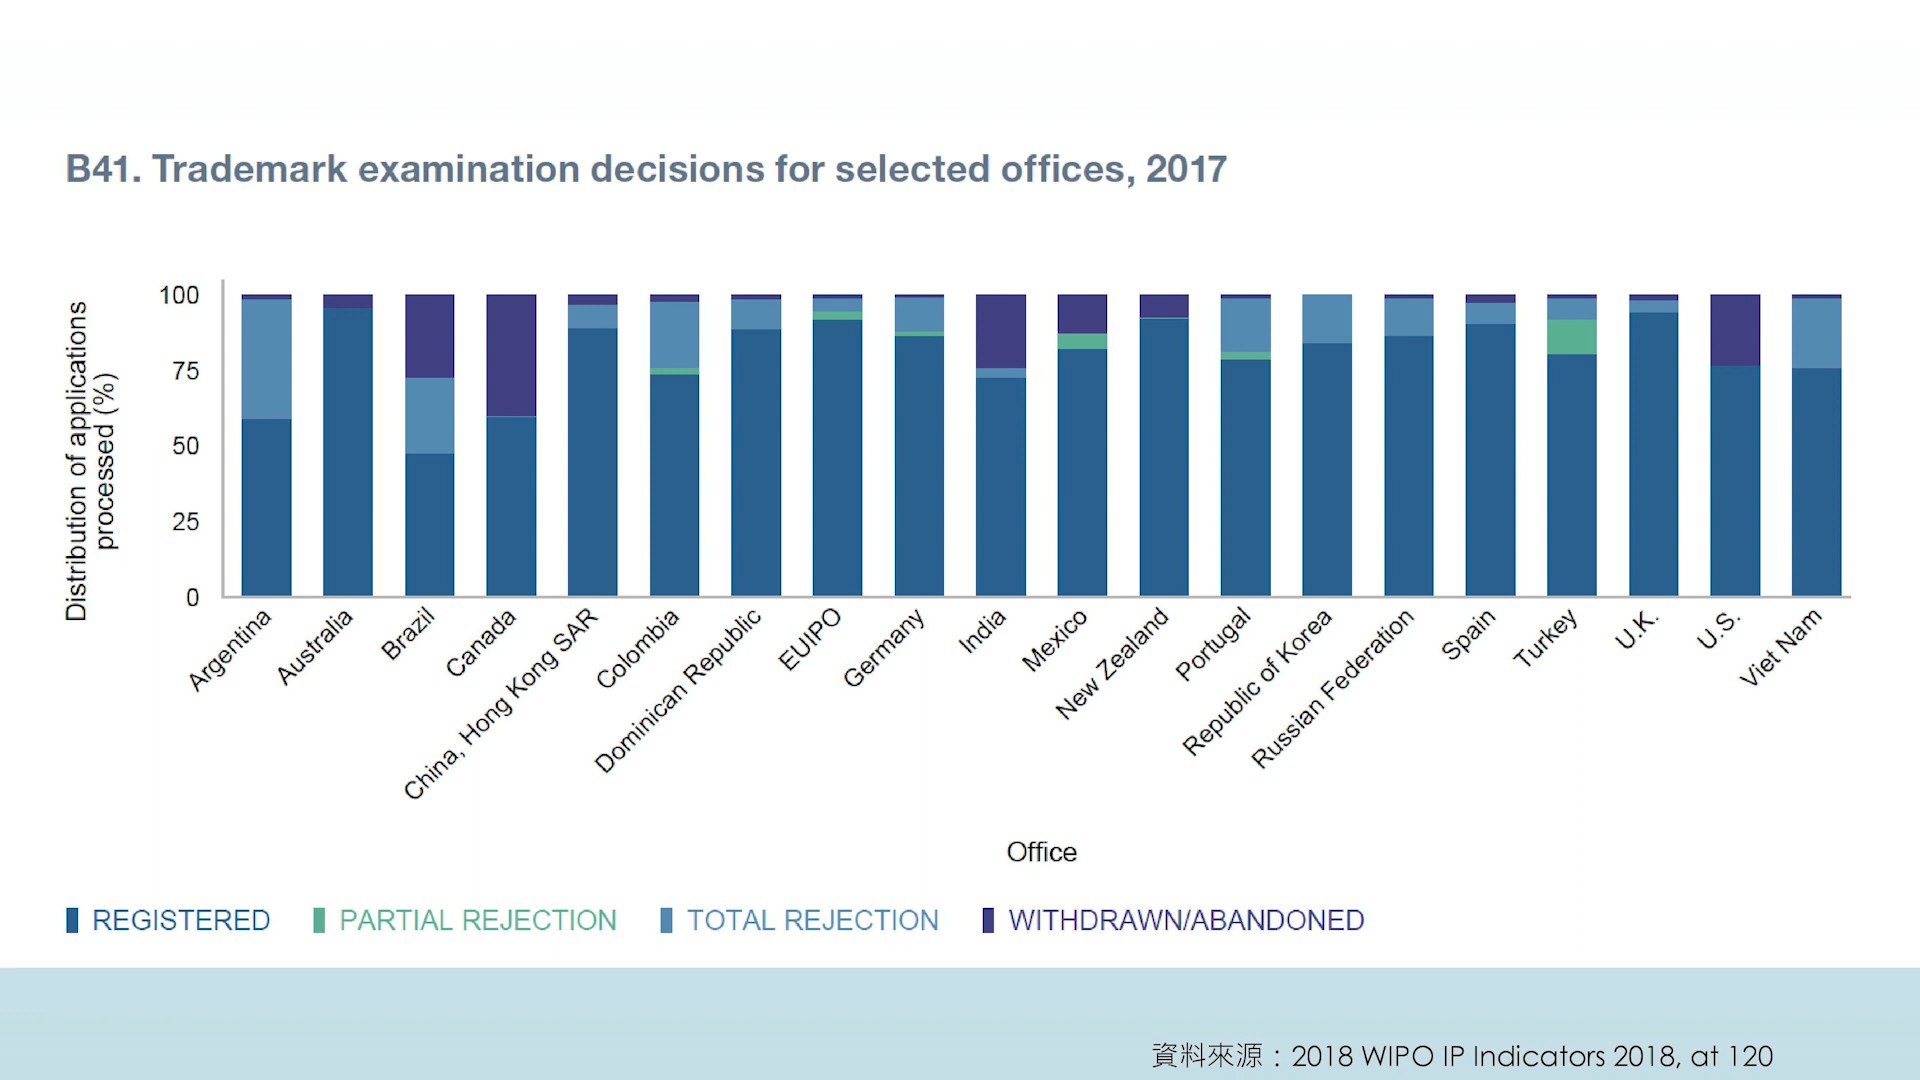 B41. Trademark examination decisions for selected offices, 2017
Distribution of applications
processed (%)
100
75
50
25
0
Argentina
Australia
Brazil
Canada
China, Hong Kong SAR
Colombia
Dominican Republic
EUIPO
Germany
India
Mexico
New Zealand
Portugal
Republic of Korea
Russian Federation
Spain
Turkey
U.K.
U.S.
Viet Nam
Office
REGISTERED PARTIAL REJECTION TOTAL REJECTION WITHDRAWN/ABANDONED
資料來源：2018 WIPO IP Indicators 2018, at 120